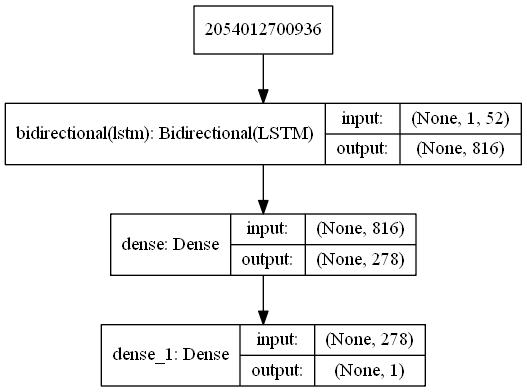 2054012700936
bidirectional(lstm): Bidirectional(LSTM)
input: (None, 1, 52)
output: (None, 816)
dense: Dense
input: (None, 816)
output: (None, 278)
dense_1: Dense
input: (None, 278)
output: (None, 1)